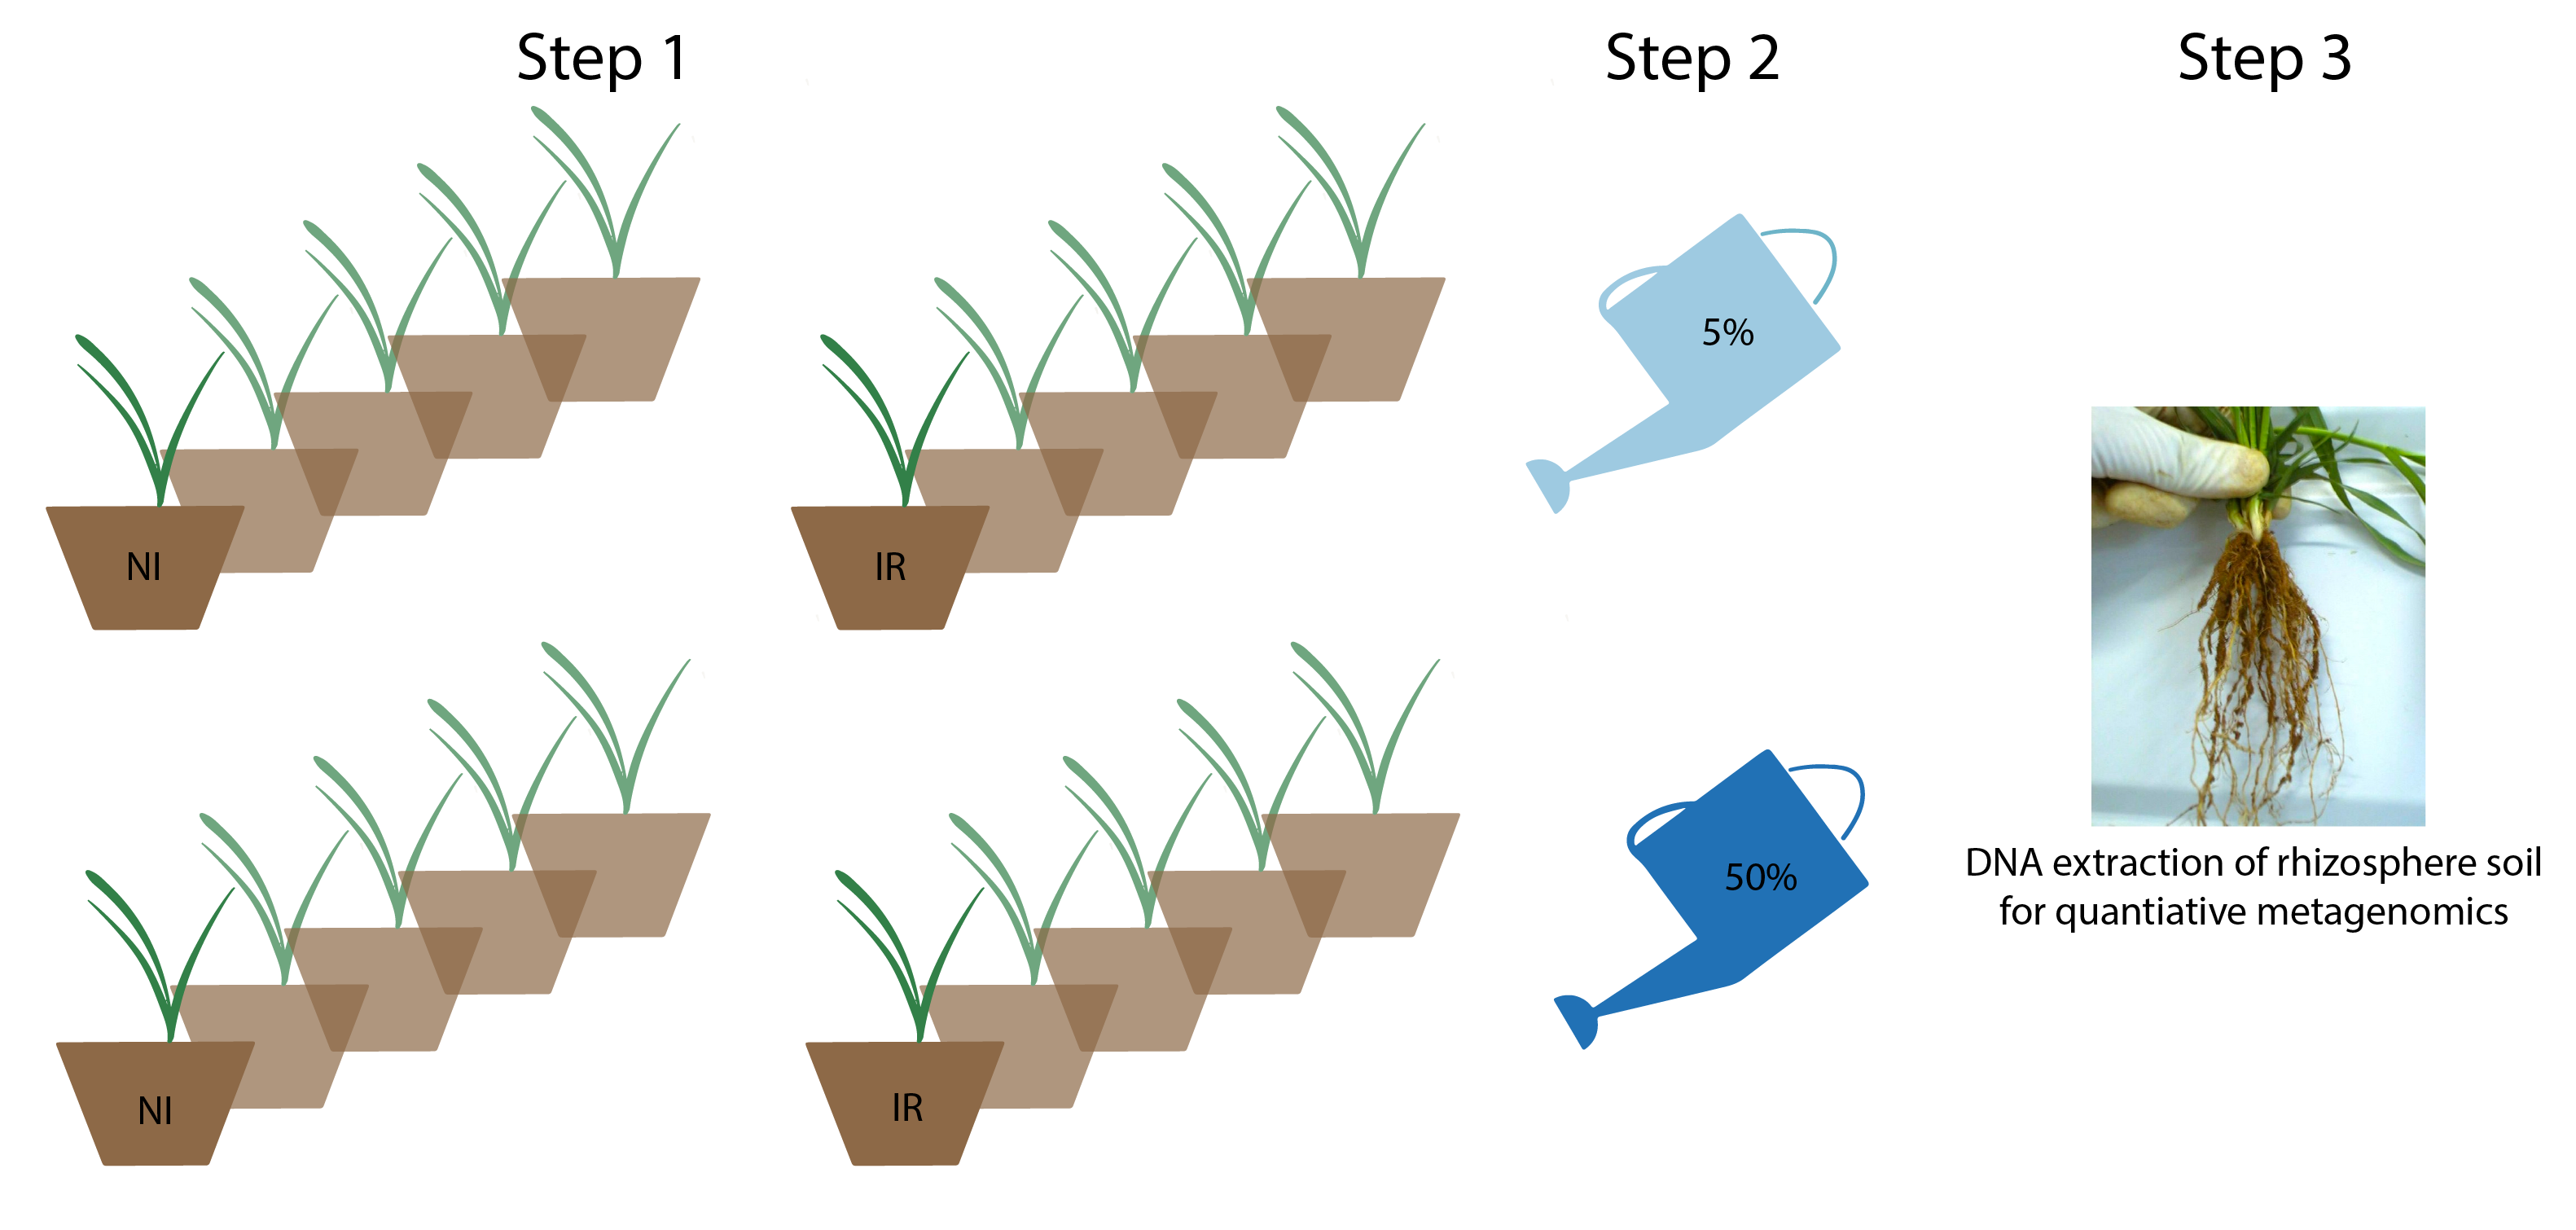 Step 1
Step 2
Step 3
5%
NI
IR
50%
DNA extraction of rhizosphere soil
for quantiative metagenomics
NI
IR